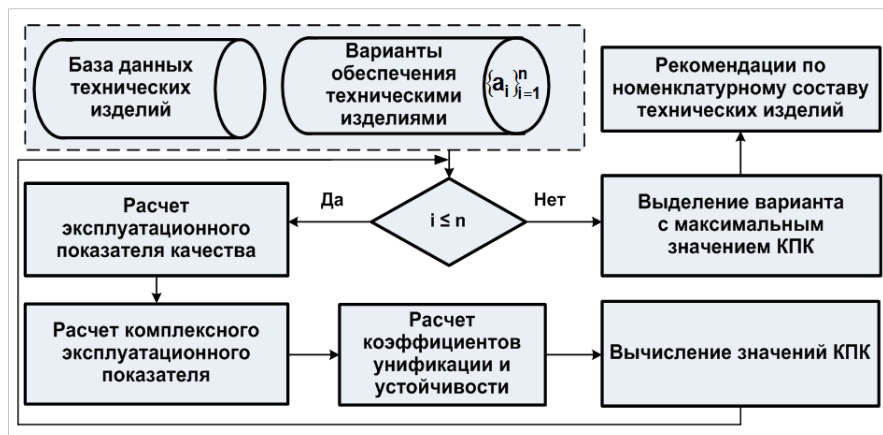 База данных
технических
изделий
Варианты
обеспечения
техническими
изделиями
{a i } n i=1
Рекомендации по
номенклатурному составу
технических изделий
Расчет
эксплуатационного
показателя качества
Да
i ≤ n
Нет
Выделение варианта
с максимальным
значением КПК
Расчет комплексного
эксплуатационного
показателя
Расчет
коэффициентов
унификации и
устойчивости
Вычисление значений КПК